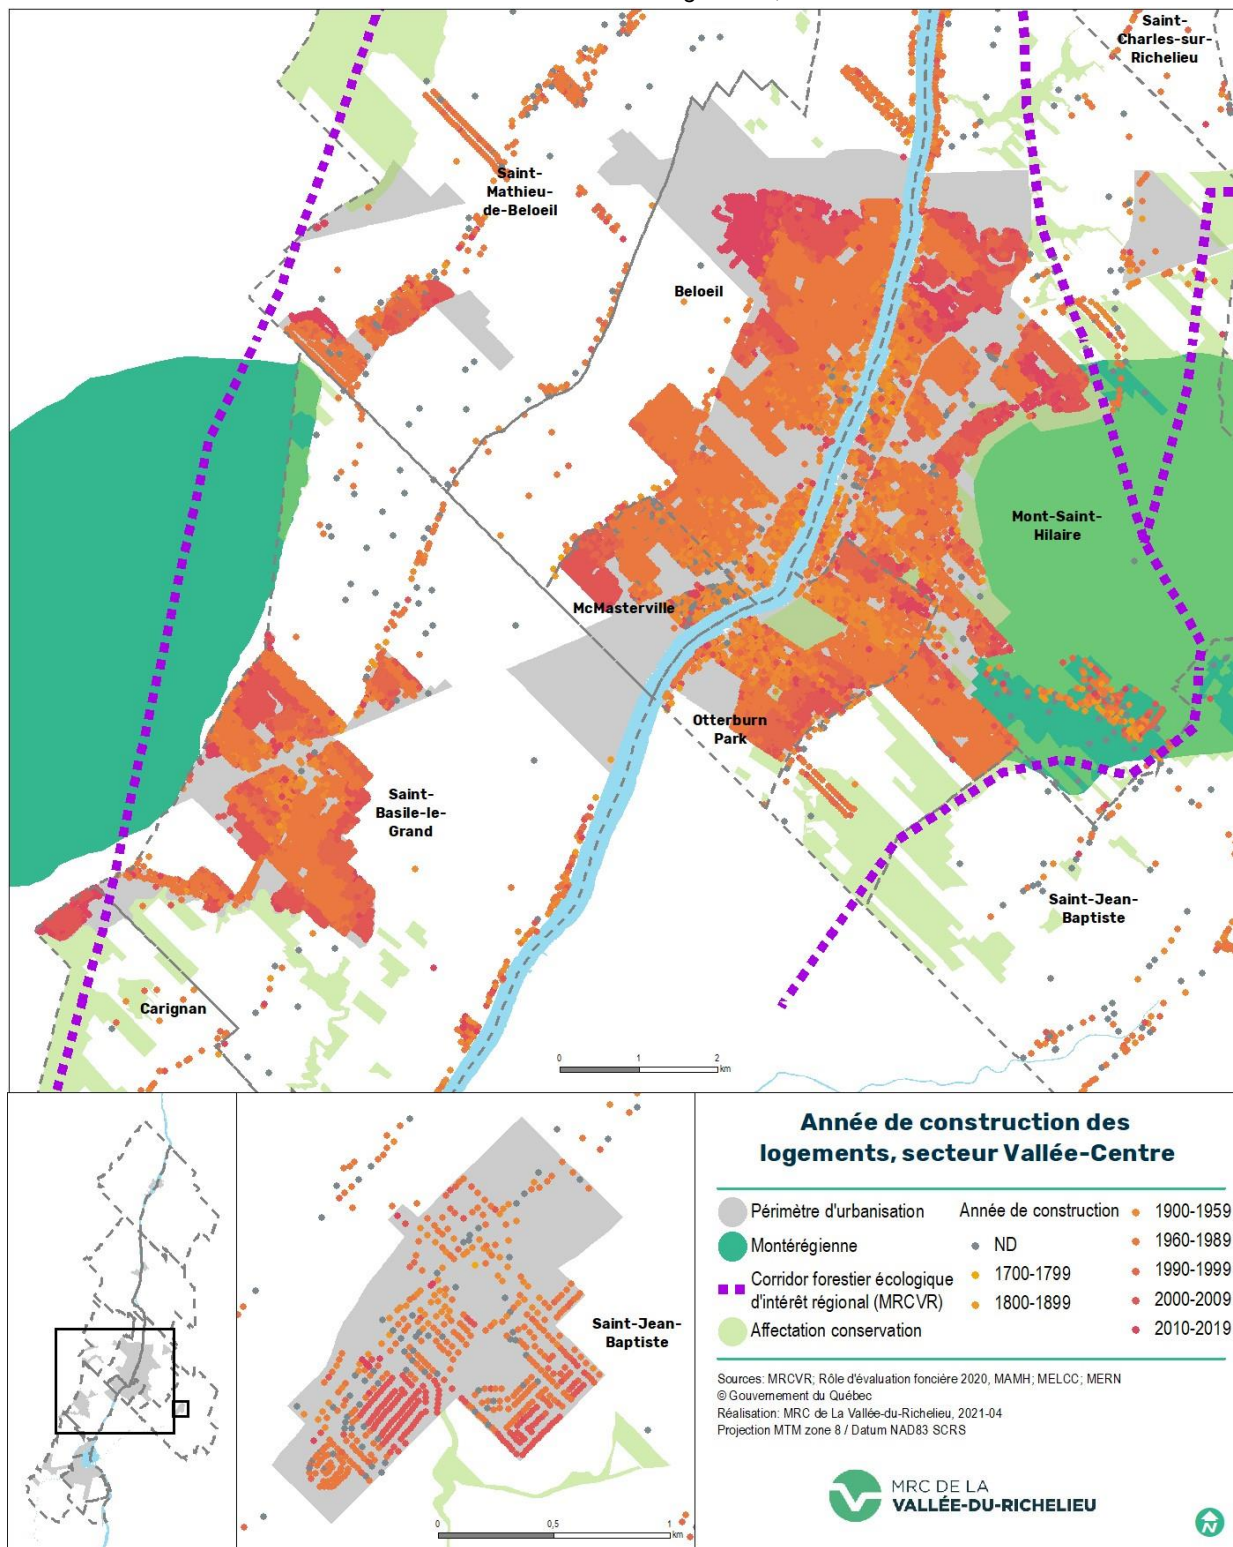 Saint-
Charles-sur-
Richelieu
Saint-
Mathieu-
de-Beloeil
Beloeil
Mont-Saint-
Hilaire
McMasterville
Otterburn
Park
Saint-
Basile-le-
Grand
Saint-Jean-
Baptiste
Carignan
0 1 2
km
Saint-Jean-
Baptiste
0 0,5 1
km
Année de construction des
logements, secteur Vallée-Centre
Périmètre d'urbanisation
Montérégienne
Corridor forestier écologique
d'intérêt régional (MRCVR)
Affectation conservation
Année de construction
ND
1700-1799
1800-1899
1900-1959
1960-1989
1990-1999
2000-2009
2010-2019
Sources: MRCVR; Rôle d'évaluation foncière 2020, MAMH; MELCC; MERN
© Gouvernement du Québec
Réalisation: MRC de La Vallée-du-Richelieu, 2021-04
Projection MTM zone 8 / Datum NAD83 SCRS
MRC DE LA
VALLÉE-DU-RICHELIEU
N